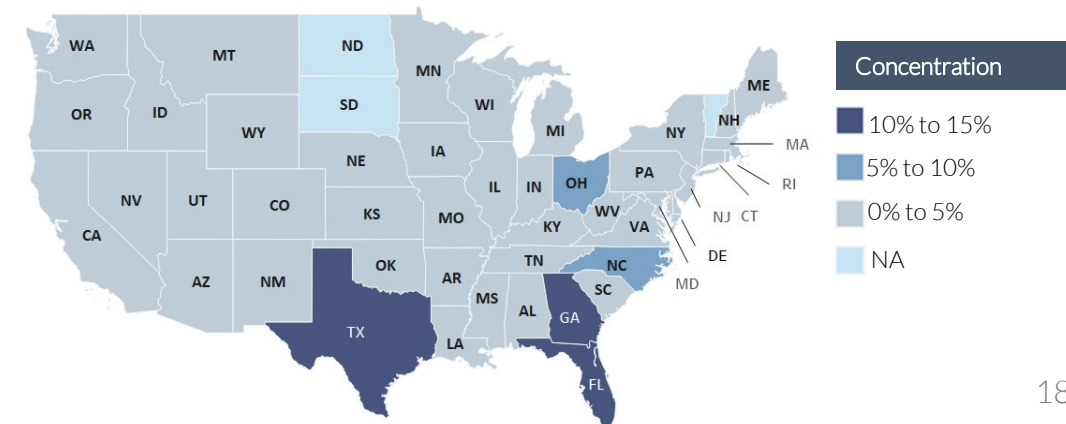 WA
MT
ND
MN
ME
OR
ID
SD
WI
NH
WY
MI
NY
MA
NE
IA
PA
RI
NV
UT
CO
IL
IN
OH
NJ
CT
KS
MO
WV
VA
CA
KY
DE
AZ
NM
OK
TN
NC
MD
AR
SC
MS
AL
GA
TX
LA
FL
Concentration
10% to 15%
5% to 10%
0% to 5%
NA
18